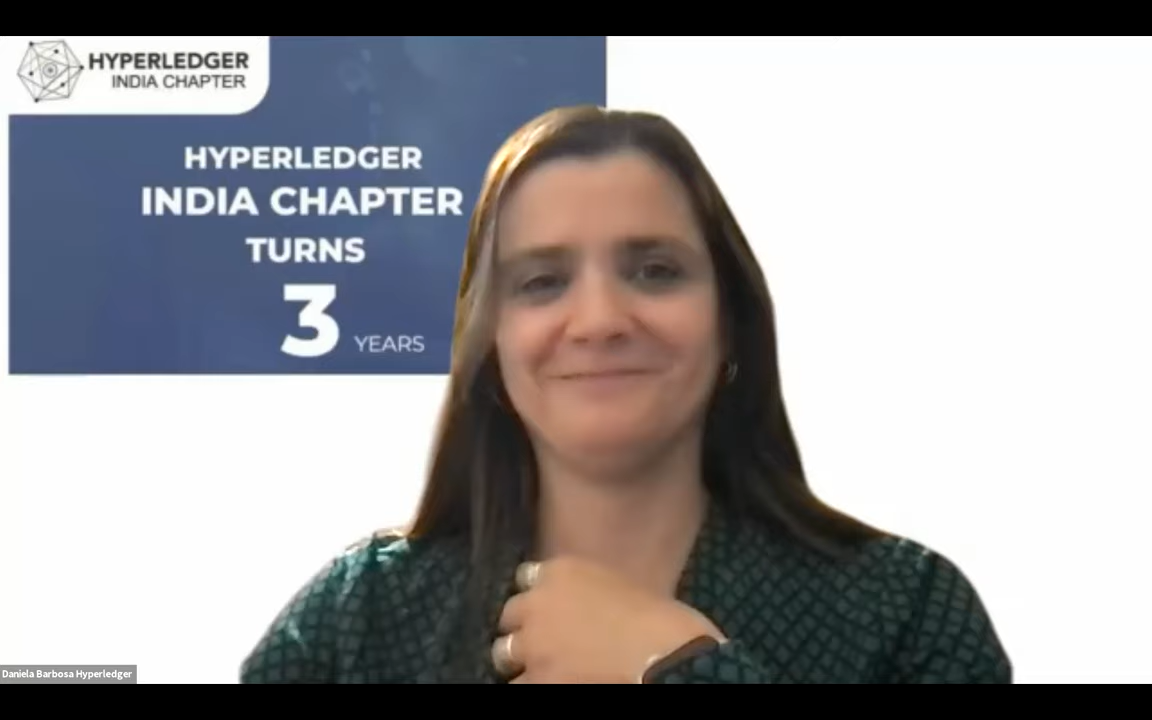 HYPERLEDGER
INDIA CHAPTER
HYPERLEDGER
INDIA CHAPTER
TURNS
3 YEARS
Daniela Barbosa Hyperledger